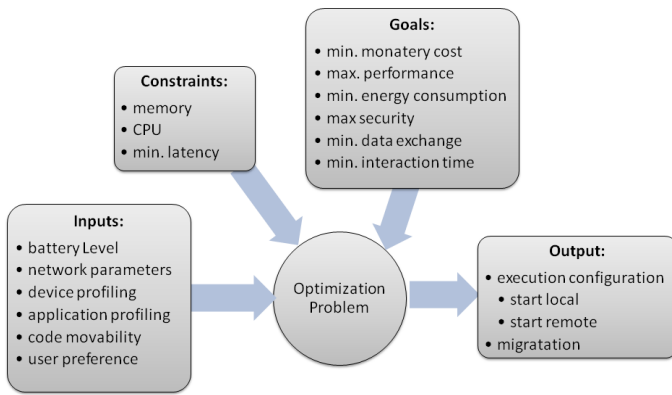 Goals:
• min. monatery cost
• max. performance
• min. energy consumption
• max security
• min. data exchange
• min. interaction time
Constraints:
• memory
• CPU
• min. latency
Inputs:
• battery Level
• network parameters
• device profiling
• application profiling
• code movability
• user preference
Optimization
Problem
Output:
• execution configuration
• start local
• start remote
• migratation